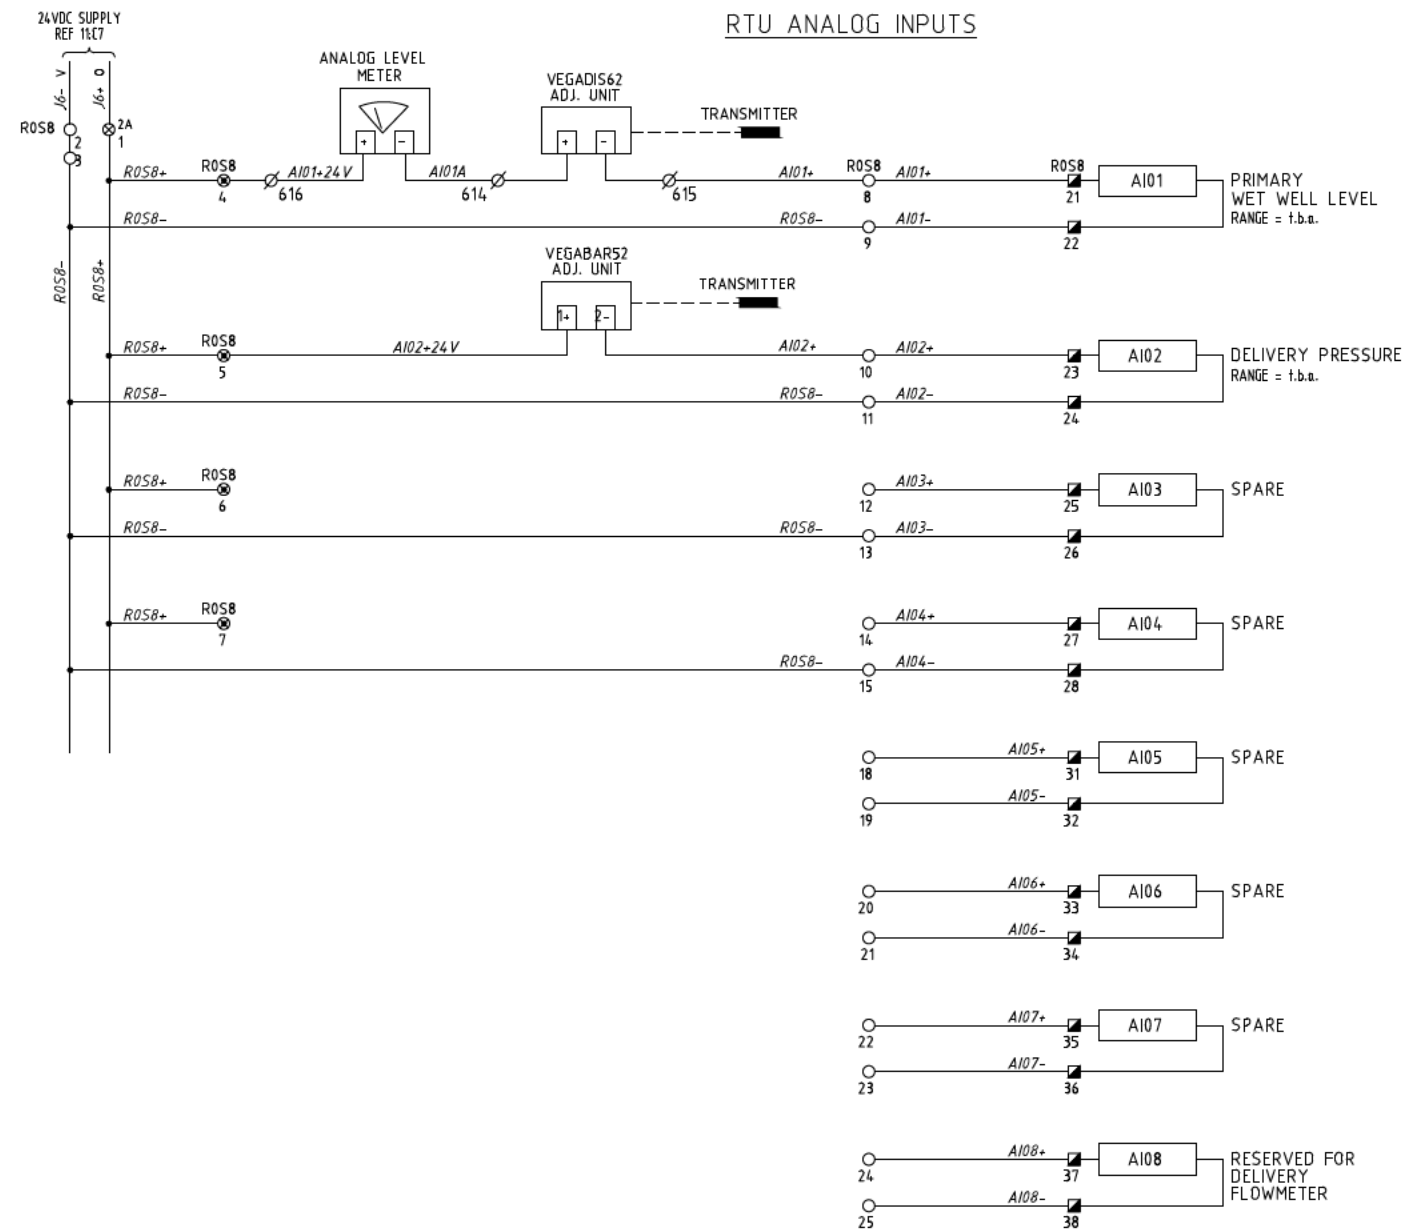 24VDC SUPPLY
REF 11:C7
RTU ANALOG INPUTS
J6- V
J6+ O
R0S8
2
3
2A
1
ANALOG LEVEL
METER
+ -
VEGADIS62
ADJ. UNIT
+ -
TRANSMITTER
R0S8+
R0S8
4
616
AI01+24V
AI01A
614
615
AI01+
R0S8
8
AI01+
R0S8
21
AI01
PRIMARY
WET WELL LEVEL
RANGE = t.b.a.
R0S8-
R0S8-
9
AI01-
22
R0S8-
R0S8+
VEGABAR52
ADJ. UNIT
1+ 2-
TRANSMITTER
R0S8+
R0S8
5
AI02+24V
AI02+
10
AI02+
23
AI02
DELIVERY PRESSURE
RANGE = t.b.a.
R0S8-
R0S8-
11
AI02-
24
R0S8+
R0S8
6
12
AI03+
25
AI03
SPARE
R0S8-
R0S8-
13
AI03-
26
R0S8+
R0S8
7
14
AI04+
27
AI04
SPARE
R0S8-
15
AI04-
28
18
AI05+
31
AI05
SPARE
19
AI05-
32
20
AI06+
33
AI06
SPARE
21
AI06-
34
22
AI07+
35
AI07
SPARE
23
AI07-
36
24
AI08+
37
AI08
RESERVED FOR
DELIVERY
FLOWMETER
25
AI08-
38